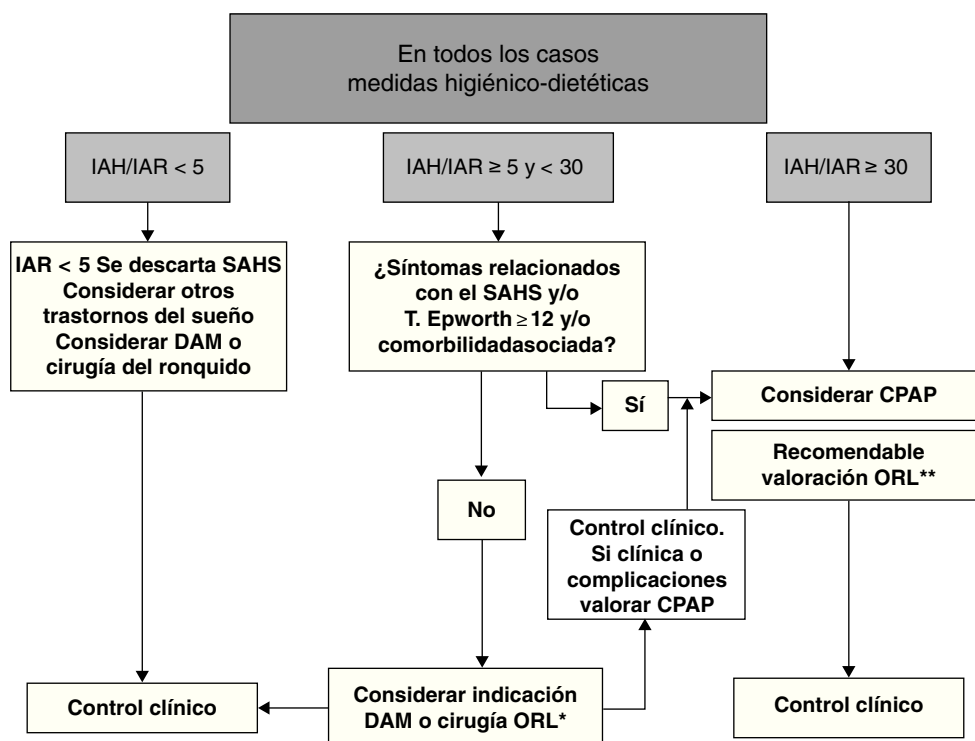 En todos los casos
medidas higiénico-dietéticas
IAH/IAR < 5
IAH/IAR ≥ 5 y < 30
IAH/IAR ≥ 30
IAR < 5 Se descarta SAHS
Considerar otros
trastornos del sueño
Considerar DAM o
cirugía del ronquido
¿Síntomas relacionados
con el SAHS y/o
T. Epworth ≥ 12 y/o
comorbilidadasociada?
Sí
Considerar CPAP
Recomendable
valoración ORL**
No
Control clínico.
Si clínica o
complicaciones
valorar CPAP
Control clínico
Considerar indicación
DAM o cirugía ORL*
Control clínico